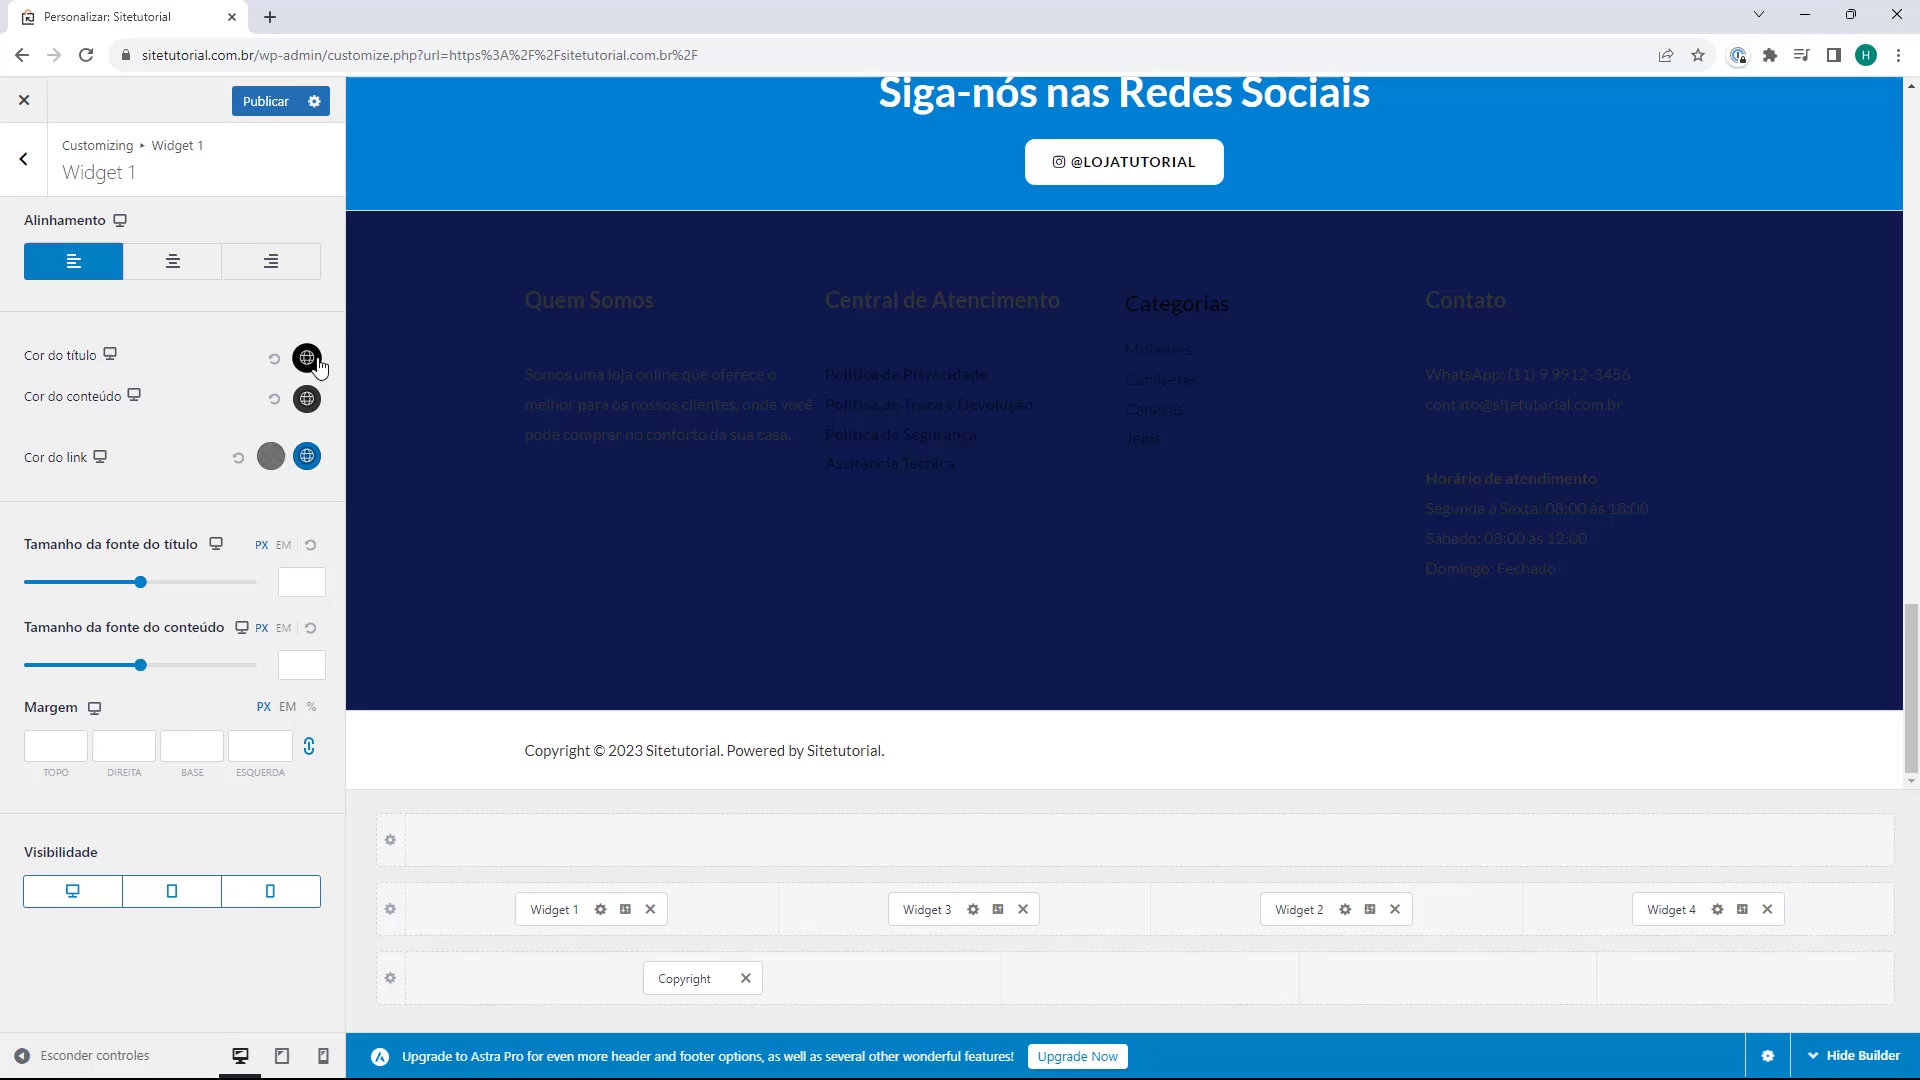 Personalizar: Sitetutorial
sitetutorial.com.br/wp-admin/customize.php?url=https%3A%2F%2Fsitetutorial.com.br%2F
H
Publicar
Customizing ▸ Widget 1
Widget 1
Alinhamento
Cor do título
Cor do conteúdo
Cor do link
Tamanho da fonte do título PX EM
Tamanho da fonte do conteúdo PX EM
Margem PX EM %
TOPO DIREITA BASE ESQUERDA
Visibilidade
Esconder controles
Siga-nós nas Redes Sociais
@LOJATUTORIAL
Quem Somos
Somos uma loja online que oferece o
melhor para os nossos clientes, onde você
pode comprar no conforto da sua casa.
Central de Atencimento
Política de Privacidade
Política de Troca e Devolução
Política de Segurança
Assitencia Tecnica
Categorias
Moletons
Camisetas
Canecas
Tenis
Contato
WhatsApp: (11) 9 9912-3456
contato@sitetutorial.com.br
Horário de atendimento
Segunda à Sexta: 08:00 às 18:00
Sábado: 08:00 ás 12:00
Domingo: Fechado
Copyright © 2023 Sitetutorial. Powered by Sitetutorial.
Widget 1
Widget 3
Widget 2
Widget 4
Copyright
Upgrade to Astra Pro for even more header and footer options, as well as several other wonderful features!
Upgrade Now
Hide Builder